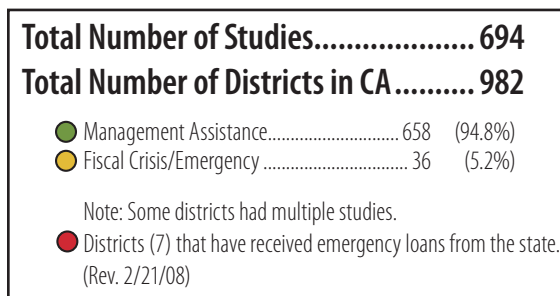 Total Number of Studies................... 694
Total Number of Districts in CA.......... 982
Management Assistance............................. 658 (94.8%)
Fiscal Crisis/Emergency ................................ 36 (5.2%)
Note: Some districts had multiple studies.
Districts (7) that have received emergency loans from the state.
(Rev. 2/21/08)